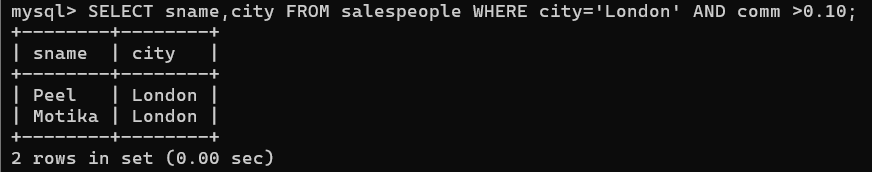 mysql> SELECT sname,city FROM salespeople WHERE city='London' AND comm >0.10;
+--------+--------+
| sname  | city   |
+--------+--------+
| Peel   | London |
| Motika | London |
+--------+--------+
2 rows in set (0.00 sec)